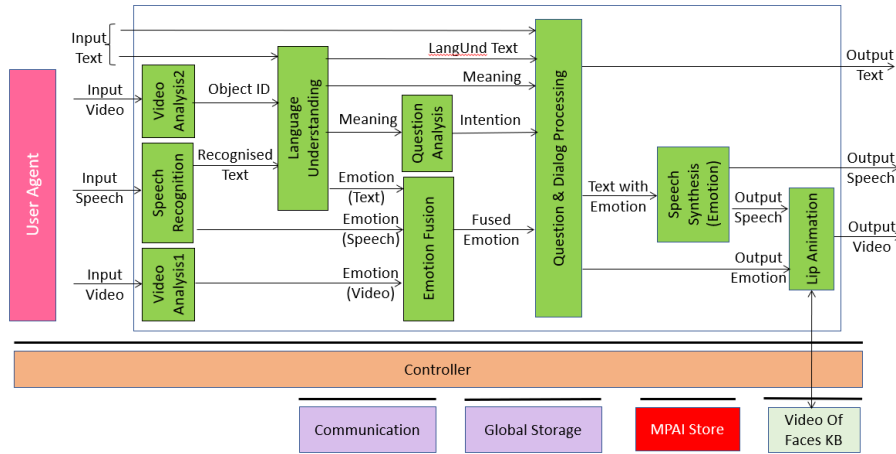 Input
Text
LangUnd Text
Output
Text
Meaning
User Agent
Input
Video
Video
Analysis2
Object ID
Language
Understanding
Meaning
Question
Analysis
Intention
Question & Dialog Processing
Input
Speech
Speech
Recognition
Recognised
Text
Emotion
(Text)
Emotion
(Speech)
Emotion Fusion
Fused
Emotion
Text with
Emotion
Speech
Synthesis
(Emotion)
Output
Speech
Output
Speech
Lip Animation
Output
Video
Input
Video
Video
Analysis1
Emotion
(Video)
Output
Emotion
Controller
Communication
Global Storage
MPAI Store
Video Of
Faces KB